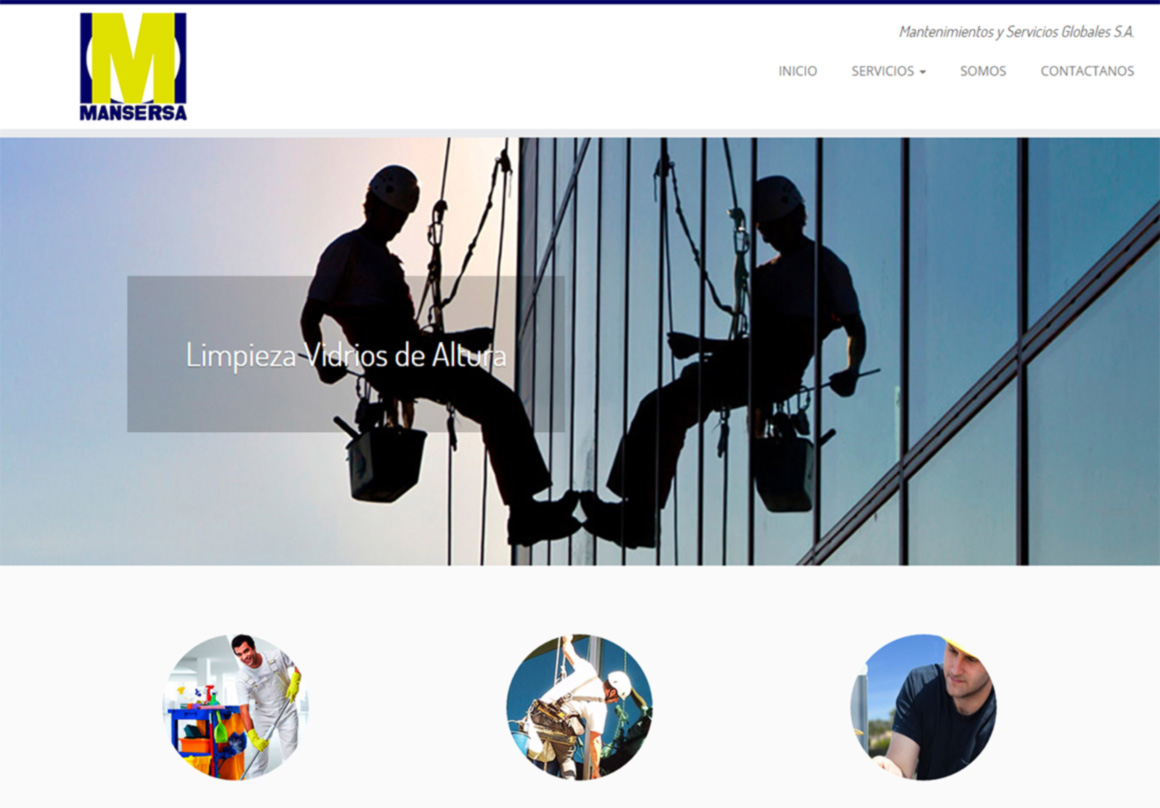 M
MANSERSA
Mantenimientos y Servicios Globales S.A.
INICIO SERVICIOS SOMOS CONTACTANOS
Limpieza Vidrios de Altura